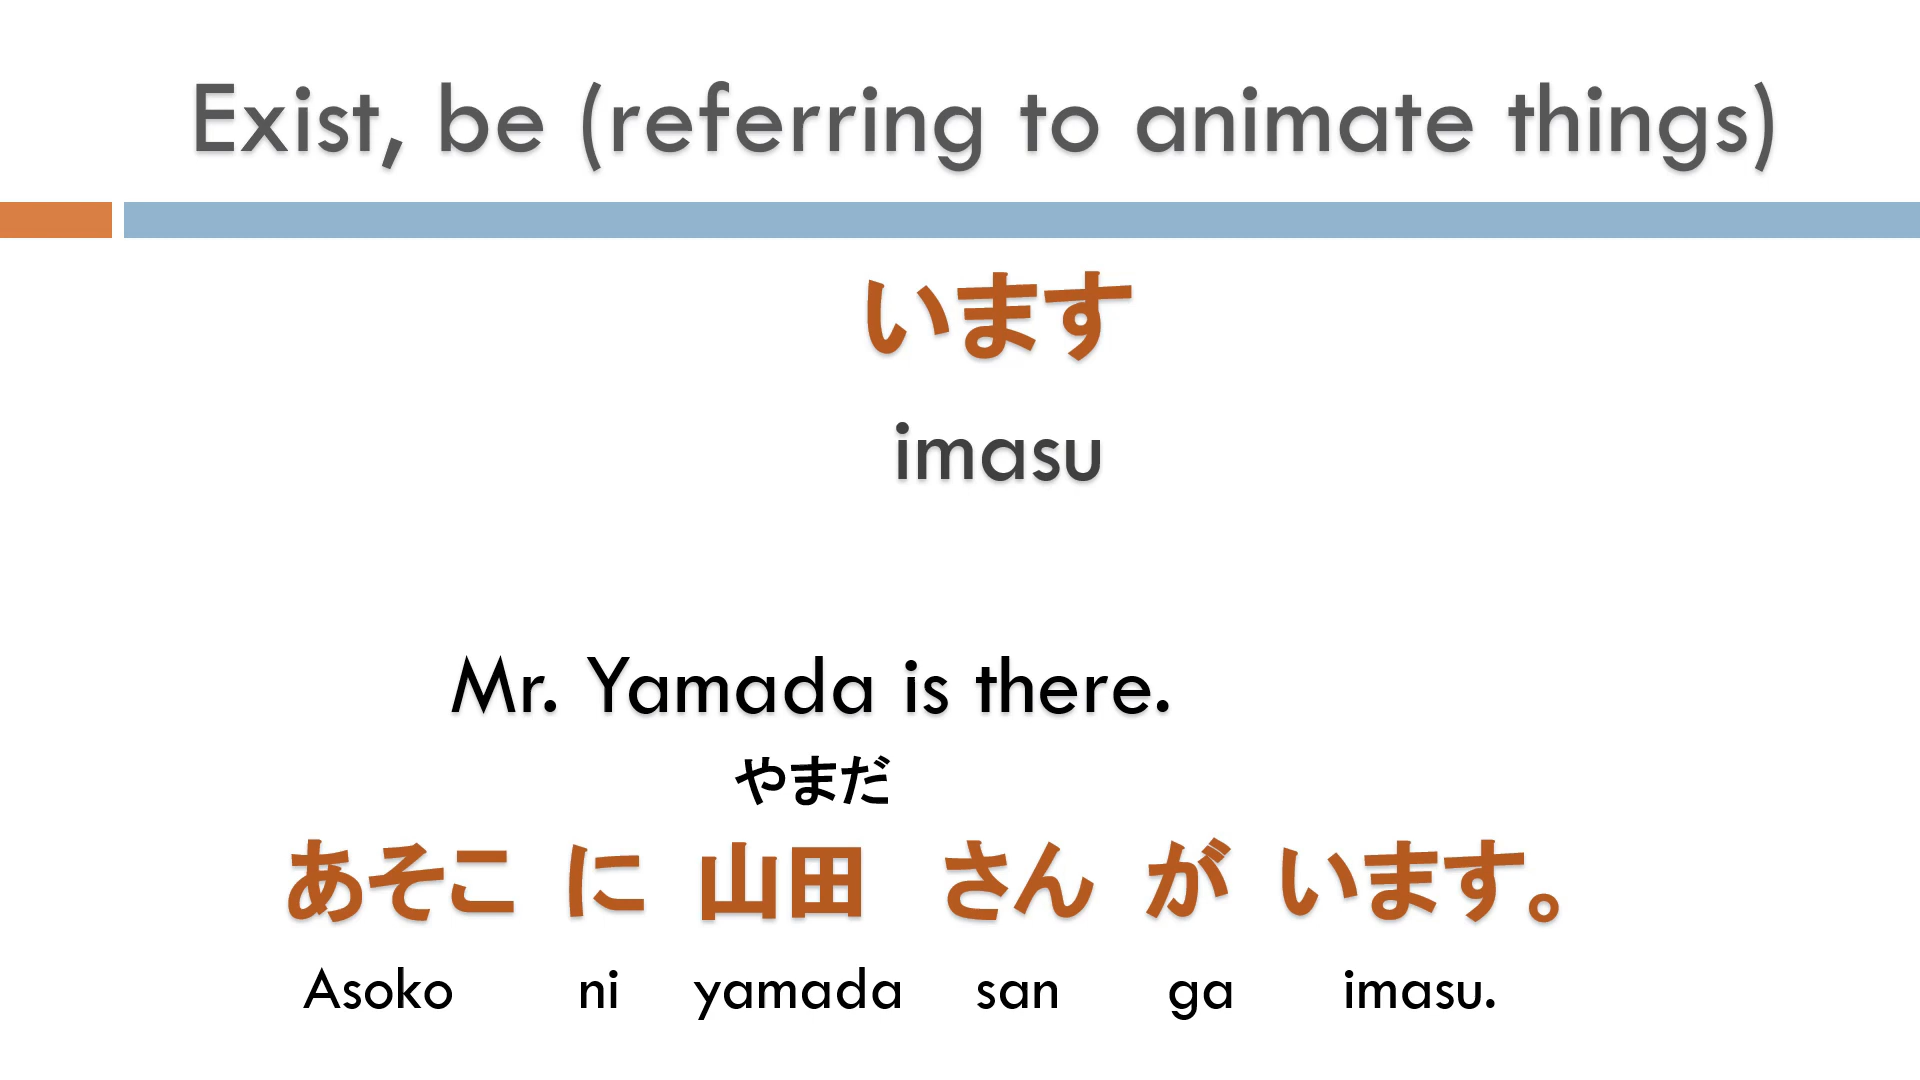 Exist, be (referring to animate things)
います
imasu
Mr. Yamada is there.
やまだ
あそこ に 山田 さん が います。
Asoko ni yamada san ga imasu.